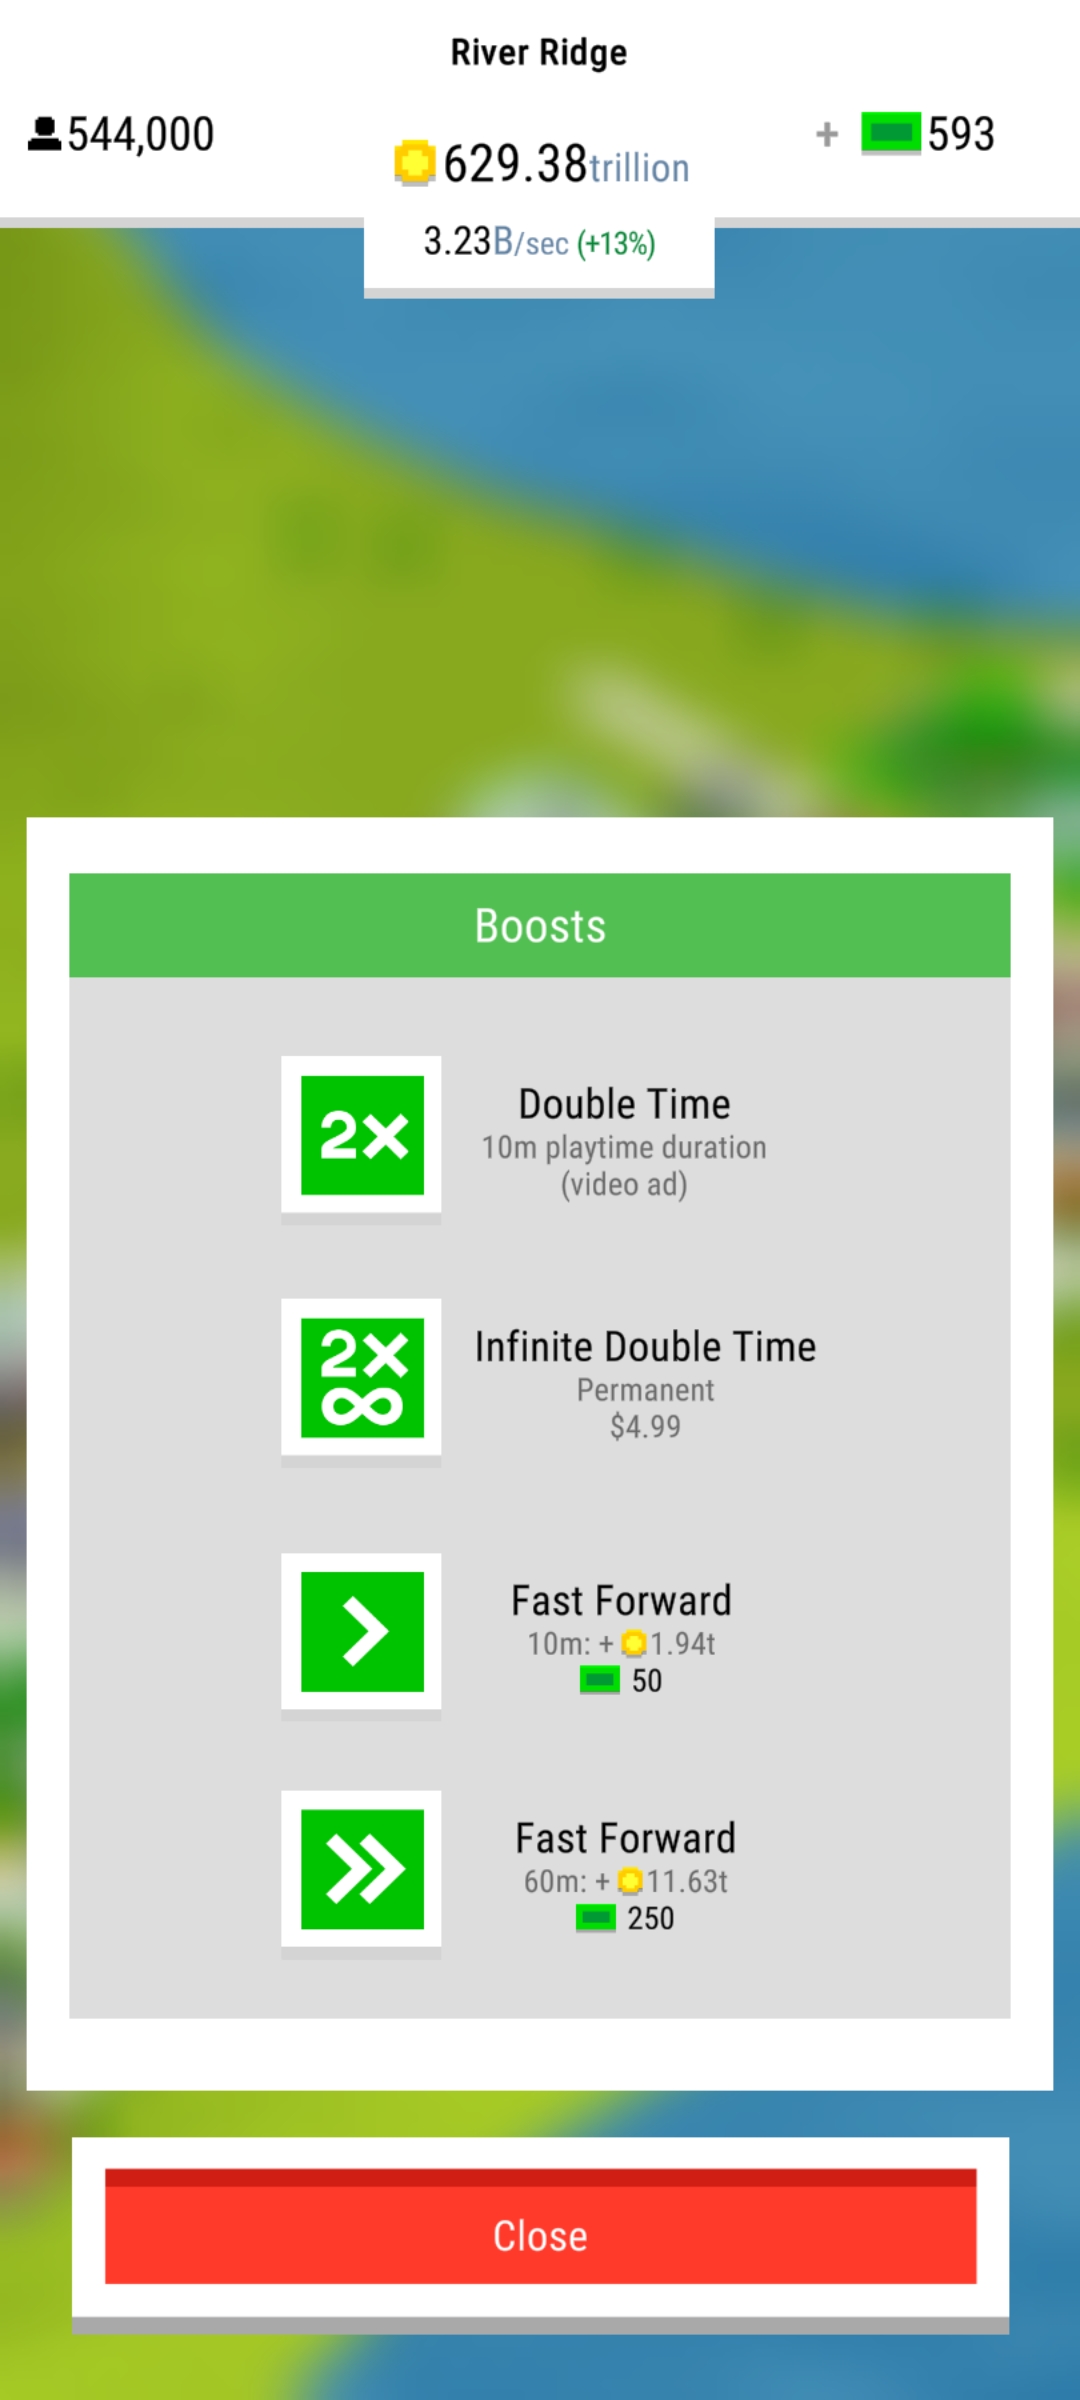 River Ridge
544,000
629.38trillion
+ 593
3.23B/sec (+13%)
Boosts
2×
Double Time
10m playtime duration
(video ad)
2×
∞
Infinite Double Time
Permanent
$4.99
Fast Forward
10m: + 1.94t
50
Fast Forward
60m: + 11.63t
250
Close